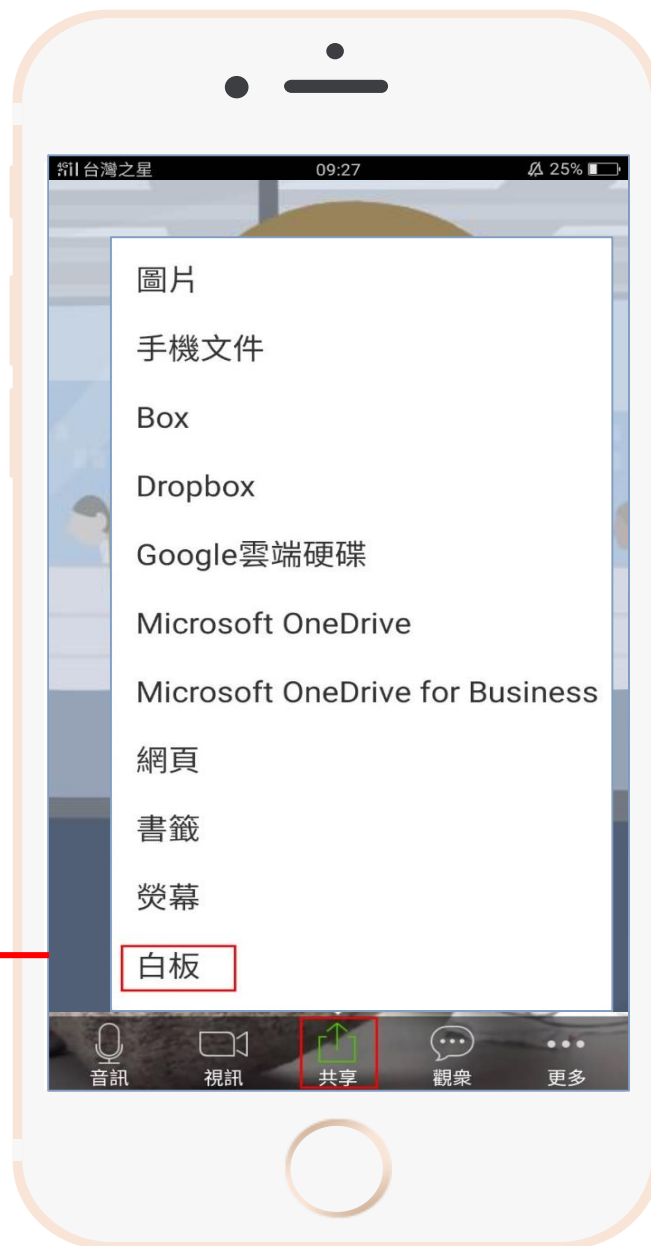 台灣之星 09:27 25%
圖片
手機文件
Box
Dropbox
Google雲端硬碟
Microsoft OneDrive
Microsoft OneDrive for Business
網頁
書籤
熒幕
白板
音訊 視訊 共享 觀衆 更多